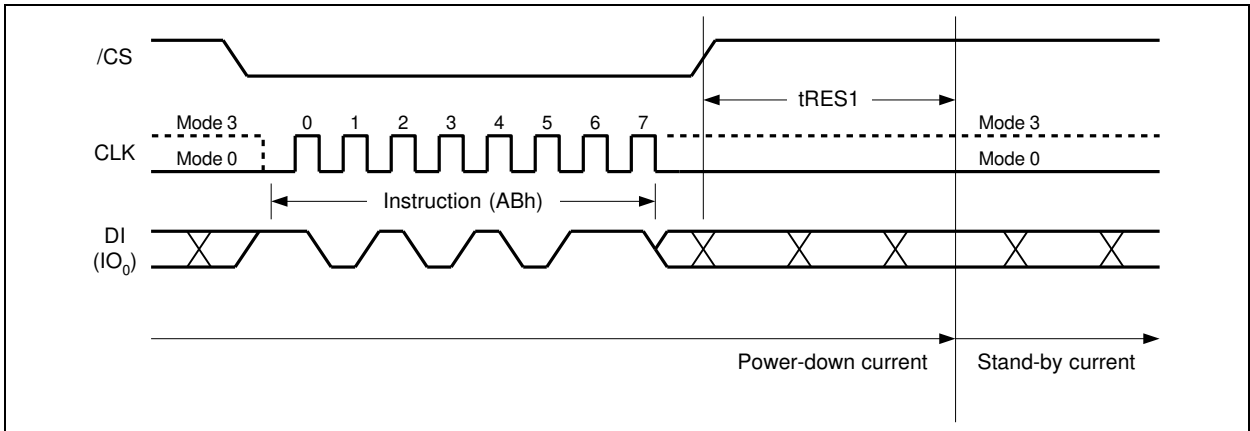 /CS
tRES1
Mode 3 0 1 2 3 4 5 6 7 Mode 3
CLK
Mode 0 Mode 0
Instruction (ABh)
DI
(IO₀)
Power-down current Stand-by current